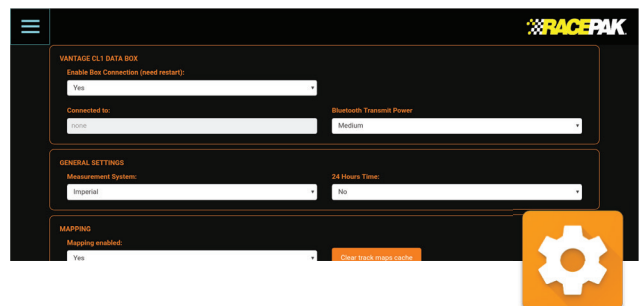 RACEPAK
VANTAGE CL1 DATA BOX
Enable Box Connection (need restart):
Yes
Connected to:
Bluetooth Transmit Power
none
Medium
GENERAL SETTINGS
Measurement System:
24 Hours Time:
Imperial
No
MAPPING
Mapping enabled:
Yes
Clear track maps cache